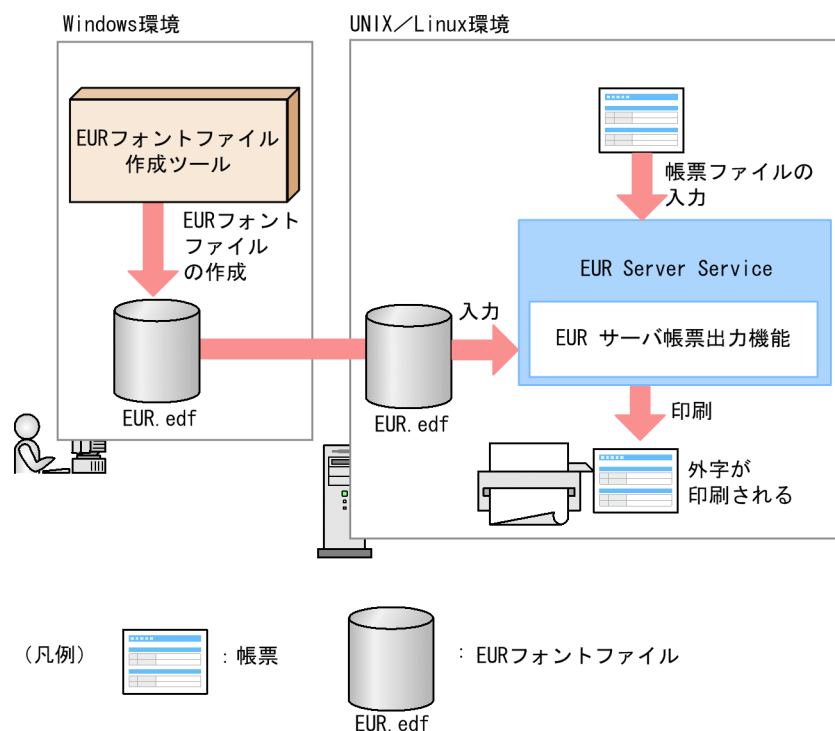 Windows環境
UNIX／Linux環境
EURフォントファイル
作成ツール
EURフォント
ファイル
の作成
EUR.edf
EUR.edf
入力
帳票ファイルの
入力
EUR Server Service
EUR サーバ帳票出力機能
印刷
外字が
印刷される
（凡例）
：帳票
EUR.edf
：EURフォントファイル